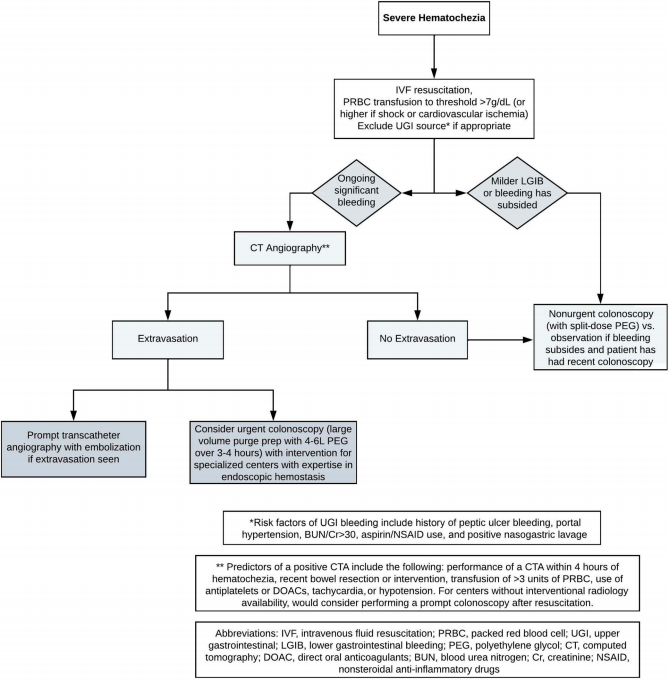 Severe Hematochezia
IVF resuscitation,
PRBC transfusion to threshold >7g/dL (or
higher if shock or cardiovascular ischemia)
Exclude UGI source* if appropriate
Ongoing
significant
bleeding
Milder LGIB
or bleeding has
subsided
CT Angiography**
Extravasation
No Extravasation
Nonurgent colonoscopy
(with split-dose PEG) vs.
observation if bleeding
subsides and patient has
had recent colonoscopy
Prompt transcatheter
angiography with embolization
if extravasation seen
Consider urgent colonoscopy (large
volume purge prep with 4-6L PEG
over 3-4 hours) with intervention for
specialized centers with expertise in
endoscopic hemostasis
*Risk factors of UGI bleeding include history of peptic ulcer bleeding, portal
hypertension, BUN/Cr>30, aspirin/NSAID use, and positive nasogastric lavage
** Predictors of a positive CTA include the following: performance of a CTA within 4 hours of
hematochezia, recent bowel resection or intervention, transfusion of >3 units of PRBC, use of
antiplatelets or DOACs, tachycardia, or hypotension. For centers without interventional radiology
availability, would consider performing a prompt colonoscopy after resuscitation.
Abbreviations: IVF, intravenous fluid resuscitation; PRBC, packed red blood cell; UGI, upper
gastrointestinal; LGIB, lower gastrointestinal bleeding; PEG, polyethylene glycol; CT, computed
tomography; DOAC, direct oral anticoagulants; BUN, blood urea nitrogen; Cr, creatinine; NSAID,
nonsteroidal anti-inflammatory drugs